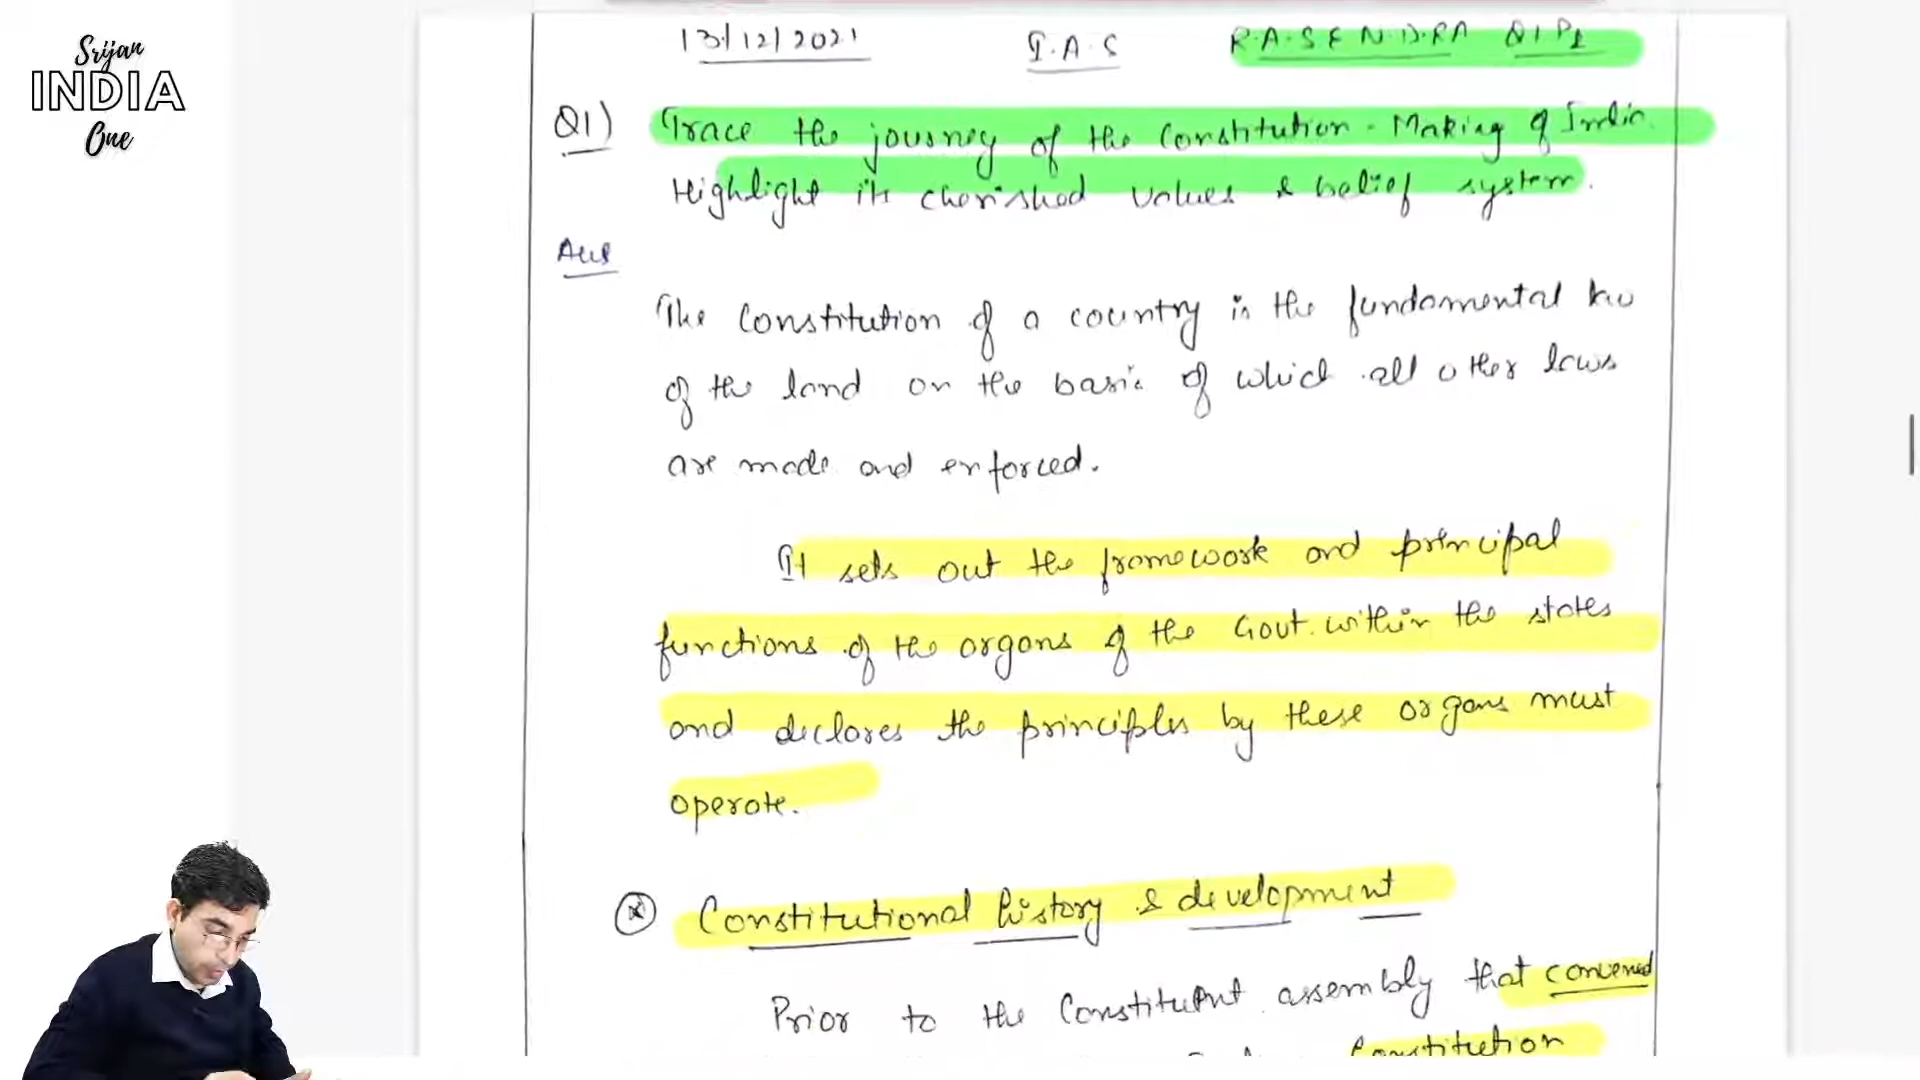 Srijan
INDIA
One
13/12/2021 I.A.S R.A.S.E.N.D.RA Q1P1
Q1) Trace the journey of the Constitution-Making of India.
Highlight its cherished values & belief system.
Ans
The Constitution of a country is the fundamental law
of the land on the basis of which all other laws
are made and enforced.
It sets out the framework and principal
functions of the organs of the Govt. within the states
and declares the principles by these organs must
operate.
Constitutional history & development
Prior to the Constituent assembly that convened
Constitution